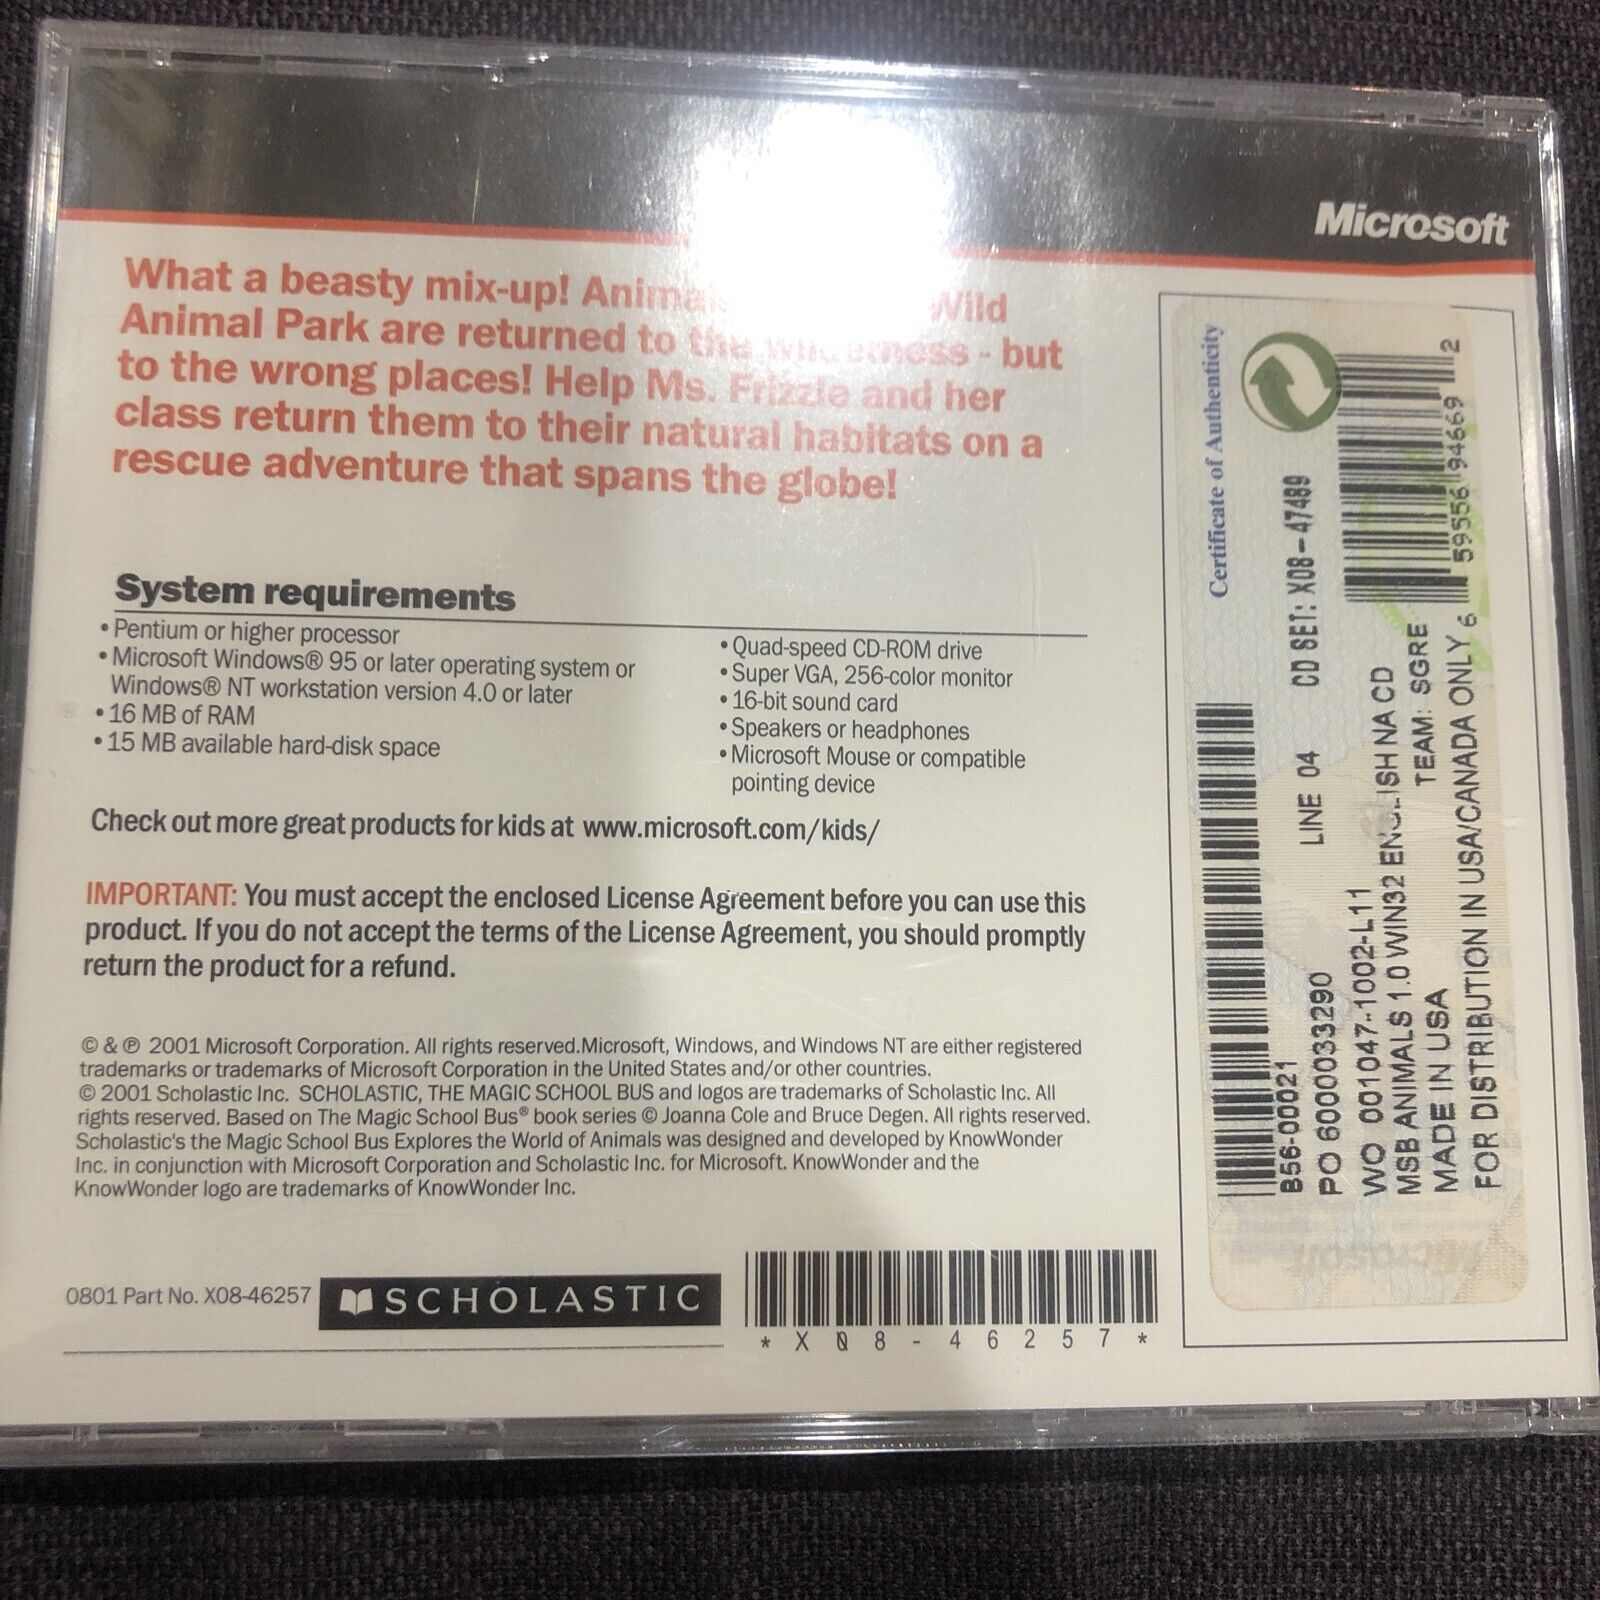 Microsoft
What a beasty mix-up! Wild
Animal Park are returned to the wilderness - but
to the wrong places! Help Ms. Frizzle and her
class return them to their natural habitats on a
rescue adventure that spans the globe!
System requirements
• Pentium or higher processor
• Microsoft Windows® 95 or later operating system or
Windows® NT workstation version 4.0 or later
• 16 MB of RAM
• 15 MB available hard-disk space
• Quad-speed CD-ROM drive
• Super VGA, 256-color monitor
• 16-bit sound card
• Speakers or headphones
• Microsoft Mouse or compatible
pointing device
Check out more great products for kids at www.microsoft.com/kids/
IMPORTANT: You must accept the enclosed License Agreement before you can use this
product. If you do not accept the terms of the License Agreement, you should promptly
return the product for a refund.
© & ℗ 2001 Microsoft Corporation. All rights reserved.Microsoft, Windows, and Windows NT are either registered
trademarks or trademarks of Microsoft Corporation in the United States and/or other countries.
© 2001 Scholastic Inc. SCHOLASTIC, THE MAGIC SCHOOL BUS and logos are trademarks of Scholastic Inc. All
rights reserved. Based on The Magic School Bus® book series © Joanna Cole and Bruce Degen. All rights reserved.
Scholastic's the Magic School Bus Explores the World of Animals was designed and developed by KnowWonder
Inc. in conjunction with Microsoft Corporation and Scholastic Inc. for Microsoft. KnowWonder and the
KnowWonder logo are trademarks of KnowWonder Inc.
0801 Part No. X08-46257
SCHOLASTIC
*X08-46257*
Certificate of Authenticity
B56-00021
LINE 04 CD SET: X08-47489
PO 6000033290
WO 001047-1002-L11
MSB ANIMALS 1.0 WIN32 ENGLISH NA CD
MADE IN USA TEAM: SGRE
FOR DISTRIBUTION IN USA/CANADA ONLY
6 59556 94669 2
Microsoft